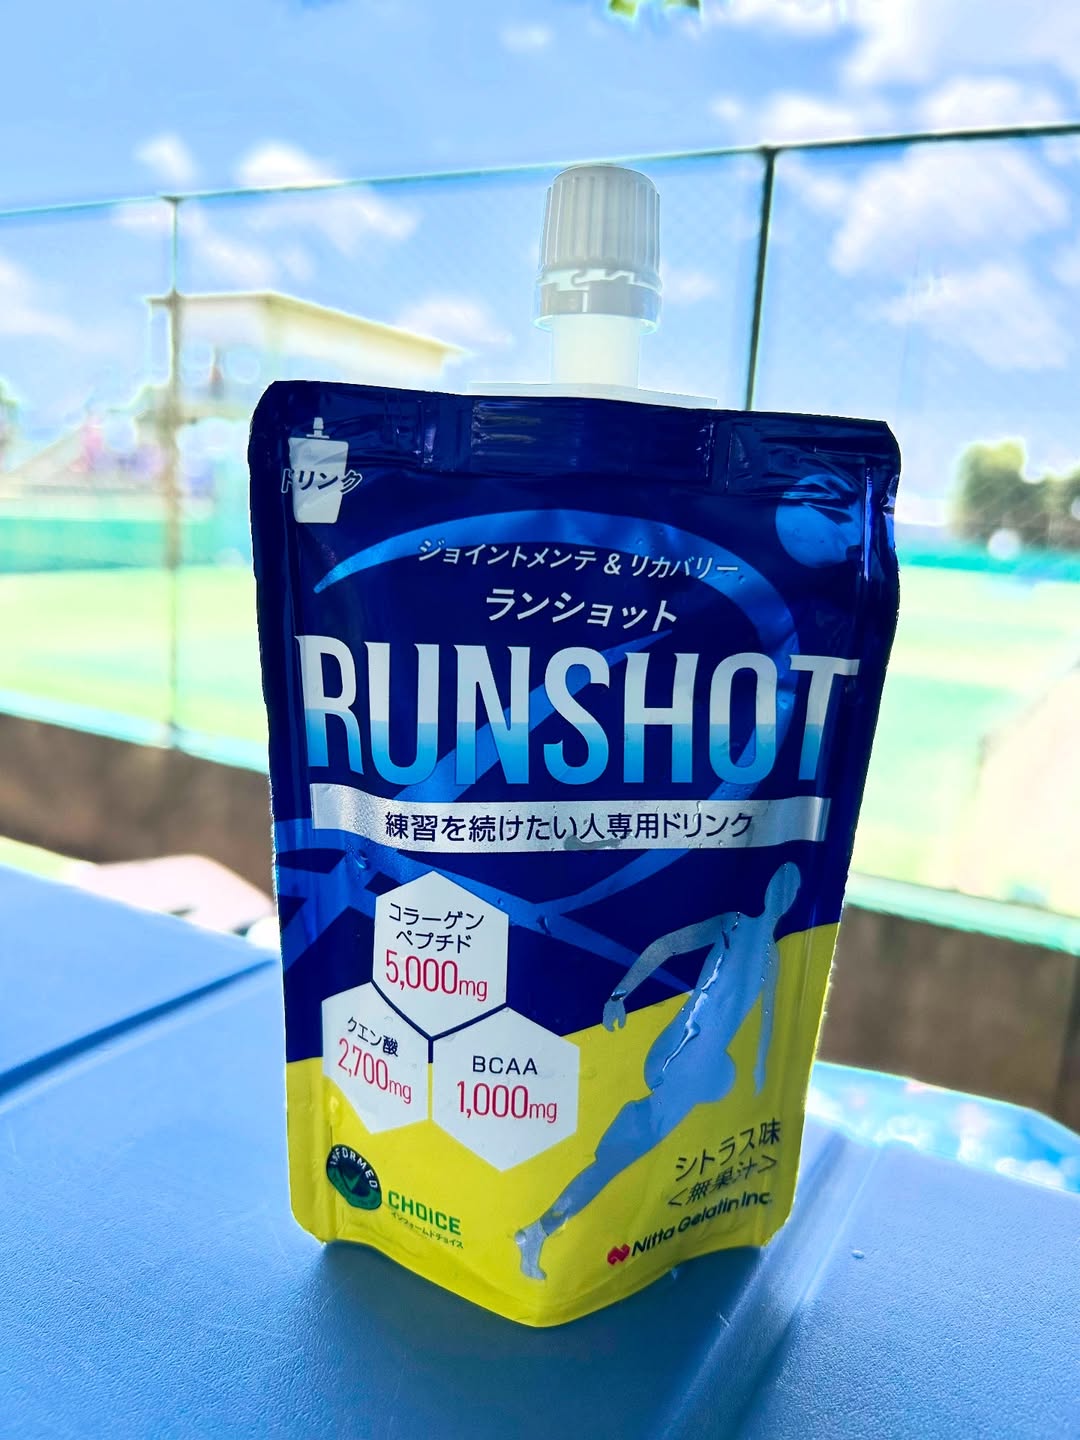 ドリンク
ジョイントメンテ & リカバリー
ランショット
RUNSHOT
練習を続けたい人専用ドリンク
コラーゲン
ペプチド
5,000mg
クエン酸
2,700mg
BCAA
1,000mg
INFORMED
CHOICE
インフォームドチョイス
シトラス味
<無果汁>
Nitta Gelatin Inc.